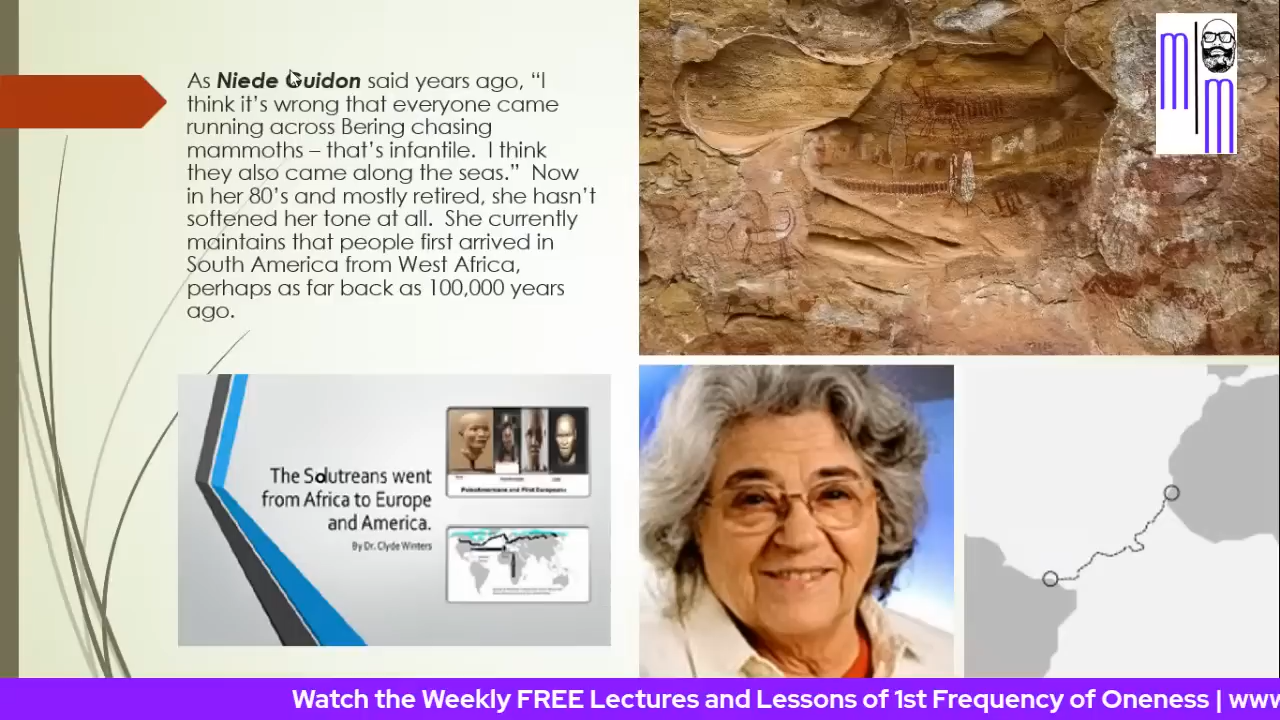 As Niede Guidon said years ago, “I
think it’s wrong that everyone came
running across Bering chasing
mammoths – that’s infantile.  I think
they also came along the seas.”  Now
in her 80’s and mostly retired, she hasn’t
softened her tone at all.  She currently
maintains that people first arrived in
South America from West Africa,
perhaps as far back as 100,000 years
ago.
m
m
The Solutreans went
from Africa to Europe
and America.
By Dr. Clyde Winters
PaleoAmericans and First Europeans
Watch the Weekly FREE Lectures and Lessons of 1st Frequency of Oneness | www